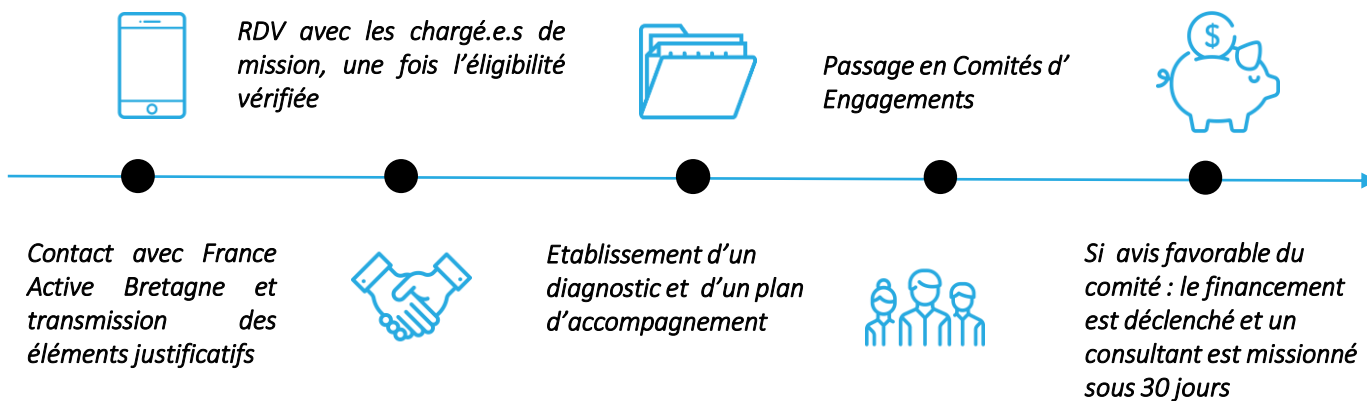 Contact avec France
Active Bretagne et
transmission des
éléments justificatifs
RDV avec les chargé.e.s de
mission, une fois l’éligibilité
vérifiée
Etablissement d’un
diagnostic et d’un plan
d’accompagnement
Passage en Comités d’
Engagements
$
Si avis favorable du
comité : le financement
est déclenché et un
consultant est missionné
sous 30 jours